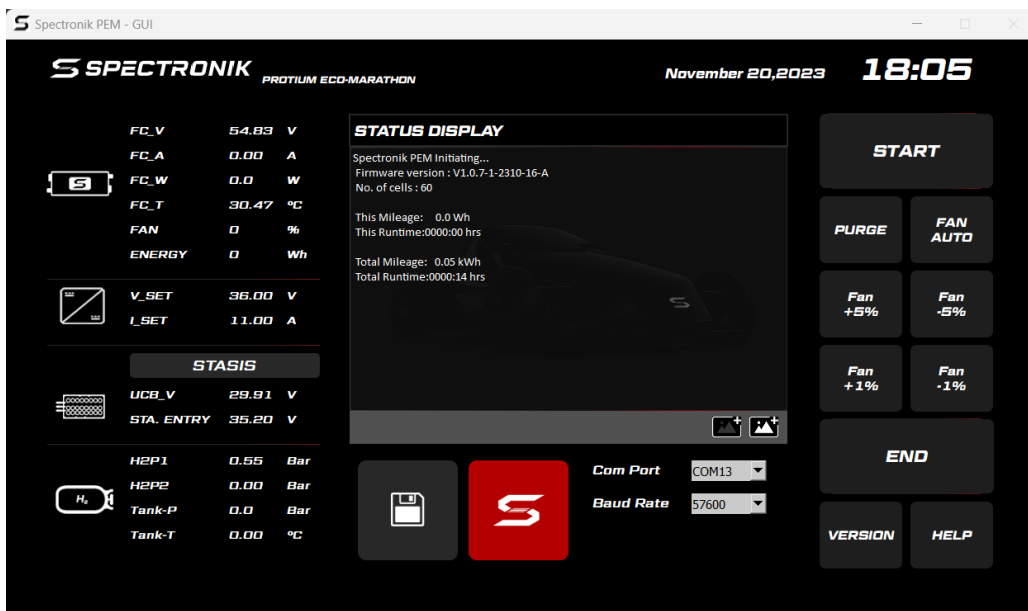 Spectronik PEM - GUI
SPECTRONIK PROTIUM ECO-MARATHON
November 20,2023 18:05
FC_V 54.83 V
FC_A 0.00 A
FC_W 0.0 W
FC_T 30.47 ºC
FAN 0 %
ENERGY 0 Wh
V_SET 36.00 V
I_SET 11.00 A
STASIS
UCB_V 29.91 V
STA. ENTRY 35.20 V
H2P1 0.55 Bar
H2P2 0.00 Bar
Tank-P 0.0 Bar
Tank-T 0.00 ºC
H₂
STATUS DISPLAY
Spectronik PEM Initiating...
Firmware version : V1.0.7-1-2310-16-A
No. of cells : 60
This Mileage: 0.0 Wh
This Runtime:0000:00 hrs
Total Mileage: 0.05 kWh
Total Runtime:0000:14 hrs
Com Port COM13
Baud Rate 57600
START
PURGE
FAN
AUTO
Fan
+5%
Fan
-5%
Fan
+1%
Fan
-1%
END
VERSION
HELP